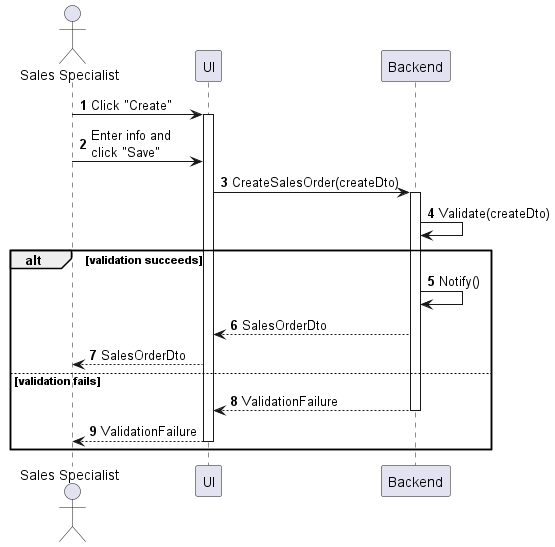 Sales Specialist
UI
Backend
1 Click "Create"
2 Enter info and
click "Save"
3 CreateSalesOrder(createDto)
4 Validate(createDto)
alt [validation succeeds]
5 Notify()
6 SalesOrderDto
7 SalesOrderDto
[validation fails]
8 ValidationFailure
9 ValidationFailure
Sales Specialist
UI
Backend